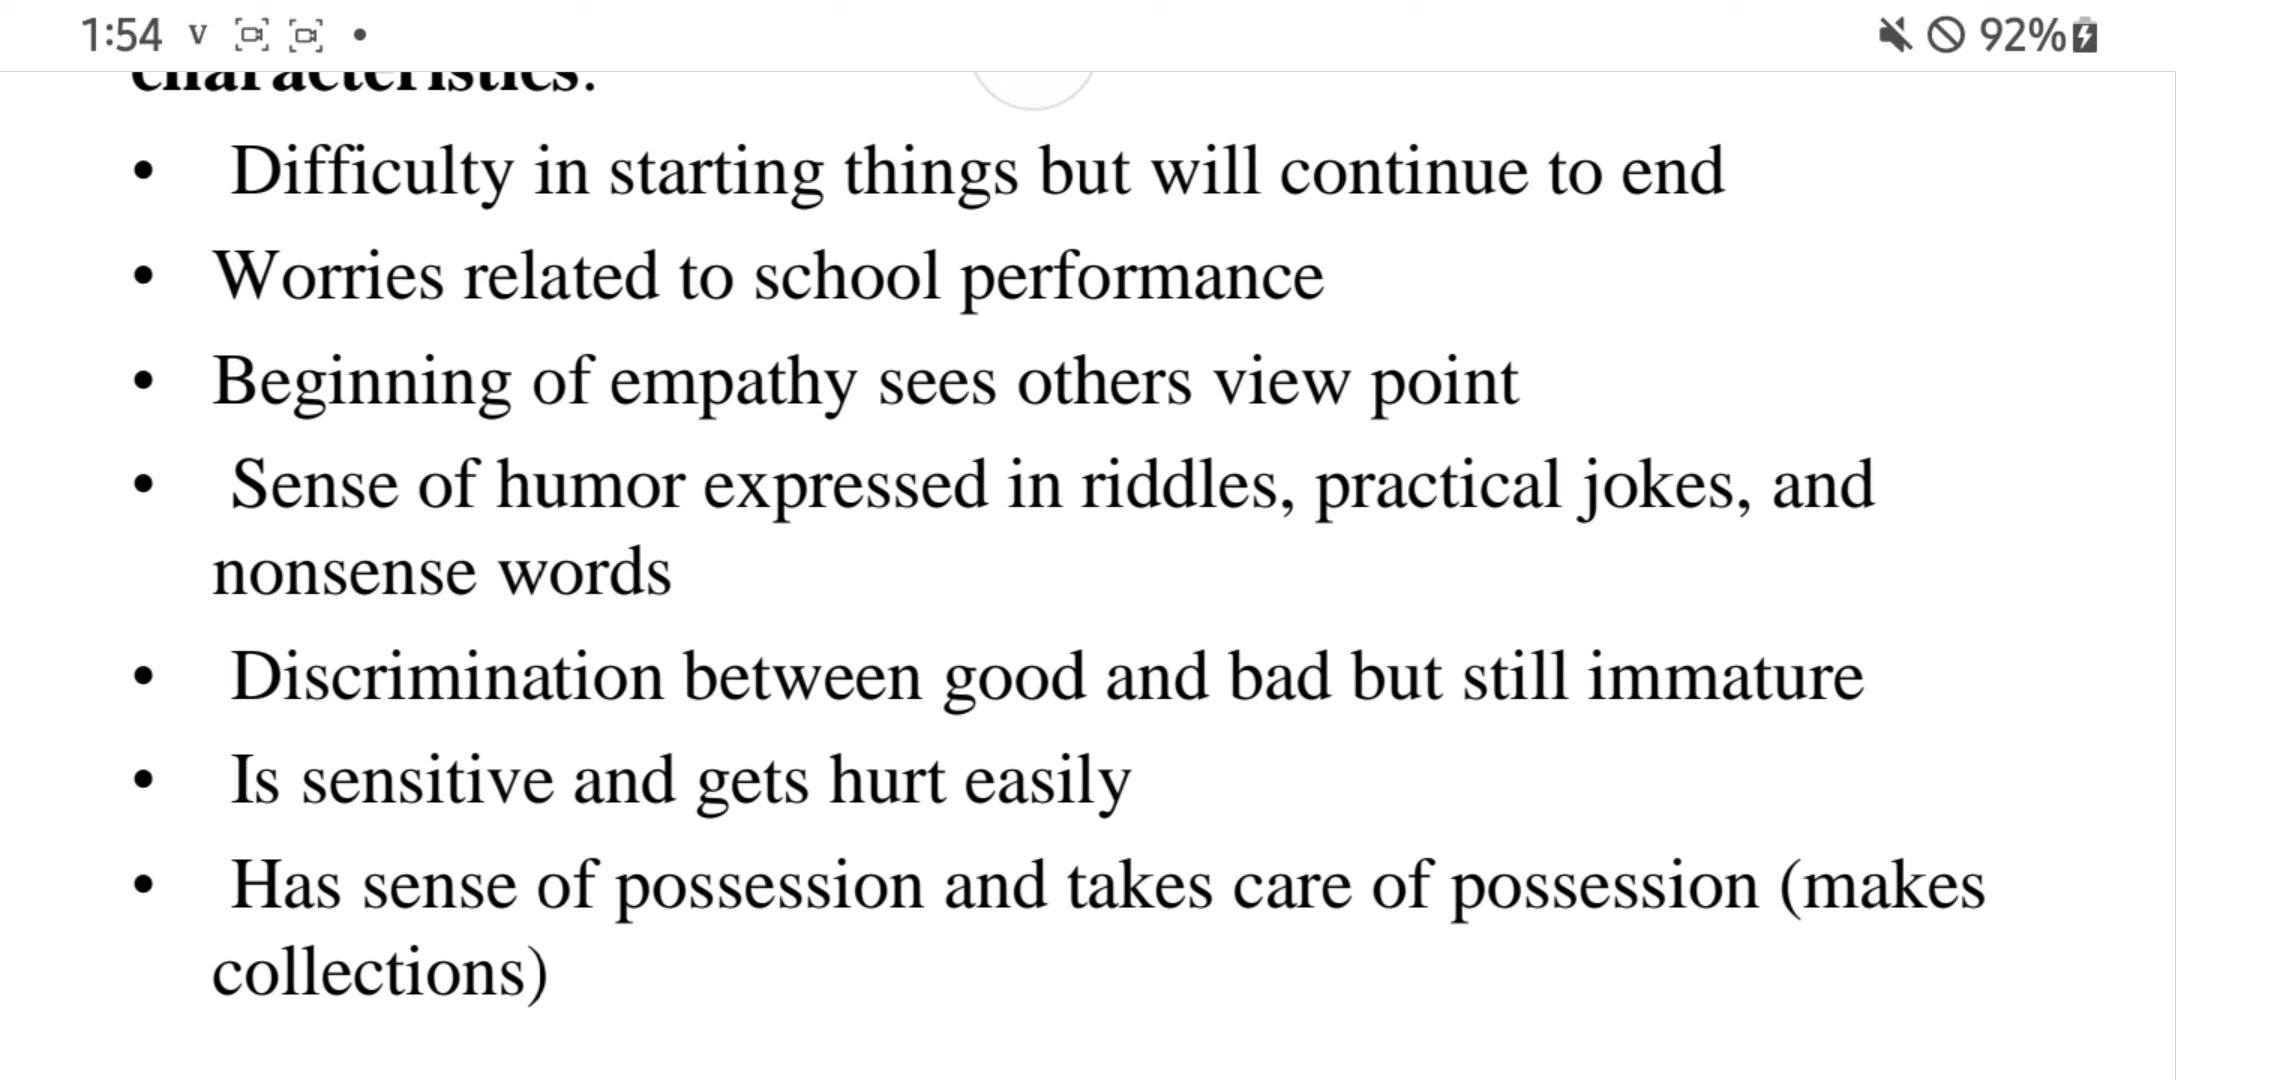 1:54 V 92%
characteristics:
• Difficulty in starting things but will continue to end
• Worries related to school performance
• Beginning of empathy sees others view point
• Sense of humor expressed in riddles, practical jokes, and
nonsense words
• Discrimination between good and bad but still immature
• Is sensitive and gets hurt easily
• Has sense of possession and takes care of possession (makes
collections)